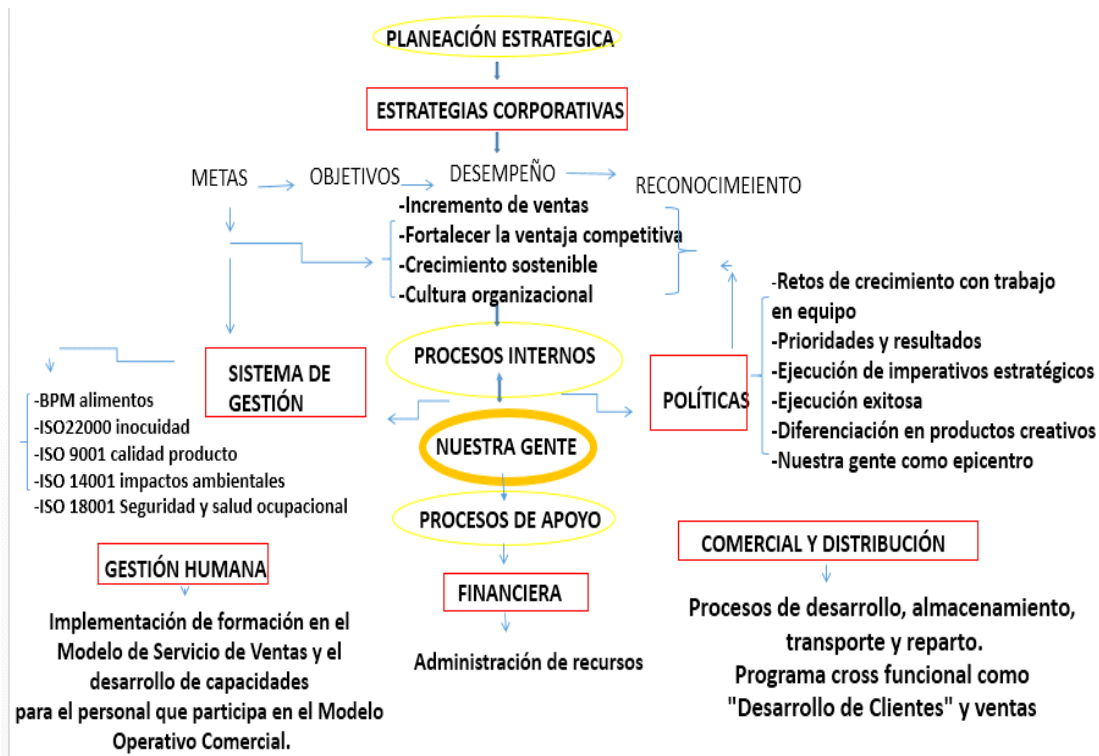 PLANEACIÓN ESTRATEGICA
ESTRATEGIAS CORPORATIVAS
METAS
OBJETIVOS
DESEMPEÑO
RECONOCIMEIENTO
-Incremento de ventas
-Fortalecer la ventaja competitiva
-Crecimiento sostenible
-Cultura organizacional
PROCESOS INTERNOS
SISTEMA DE
GESTIÓN
-BPM alimentos
-ISO22000 inocuidad
-ISO 9001 calidad producto
-ISO 14001 impactos ambientales
-ISO 18001 Seguridad y salud ocupacional
POLÍTICAS
-Retos de crecimiento con trabajo
en equipo
-Prioridades y resultados
-Ejecución de imperativos estratégicos
-Ejecución exitosa
-Diferenciación en productos creativos
-Nuestra gente como epicentro
NUESTRA GENTE
PROCESOS DE APOYO
GESTIÓN HUMANA
Implementación de formación en el
Modelo de Servicio de Ventas y el
desarrollo de capacidades
para el personal que participa en el Modelo
Operativo Comercial.
FINANCIERA
Administración de recursos
COMERCIAL Y DISTRIBUCIÓN
Procesos de desarrollo, almacenamiento,
transporte y reparto.
Programa cross funcional como
"Desarrollo de Clientes" y ventas